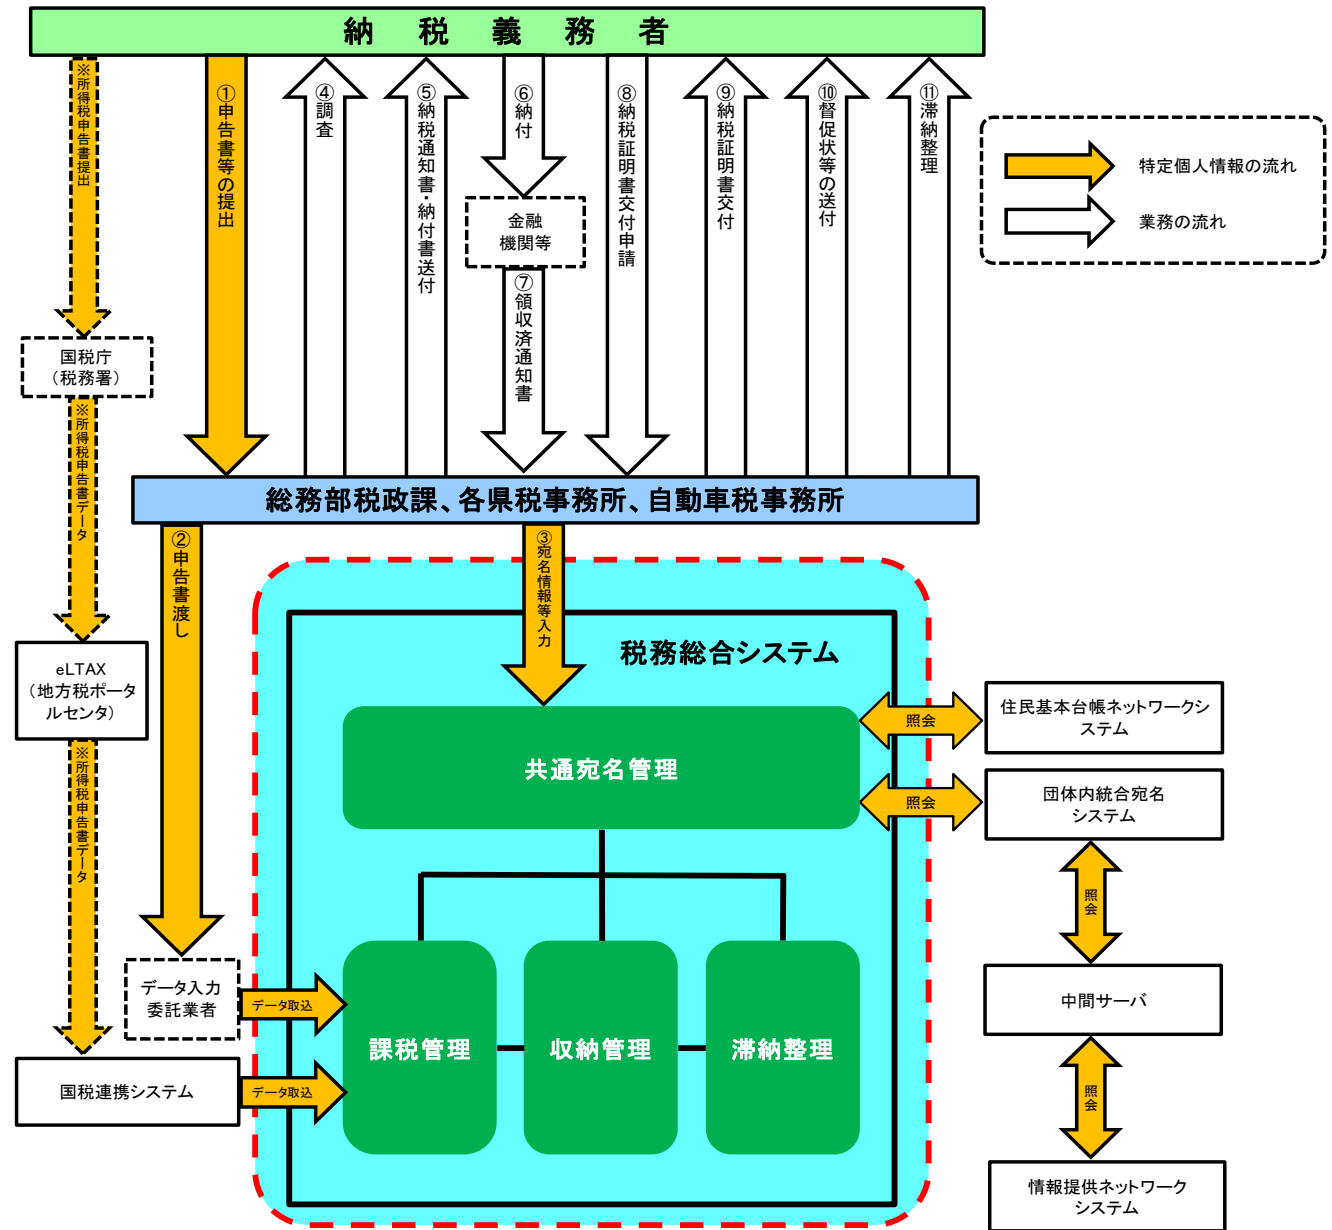 納税義務者
※所得税申告書提出
①申告書等の提出
④調査
⑤納税通知書・納付書送付
⑥納付
⑧納税証明書交付申請
⑨納税証明書交付
⑩督促状等の送付
⑪滞納整理
特定個人情報の流れ
業務の流れ
金融
機関等
⑦領収済通知書
国税庁
（税務署）
※所得税申告書データ
総務部税政課、各県税事務所、自動車税事務所
②申告書渡し
③宛名情報等入力
税務総合システム
eLTAX
（地方税ポータ
ルセンタ）
※所得税申告書データ
共通宛名管理
照会
住民基本台帳ネットワークシ
ステム
照会
団体内統合宛名
システム
照会
中間サーバ
照会
情報提供ネットワーク
システム
データ入力
委託業者
データ取込
課税管理
収納管理
滞納整理
国税連携システム
データ取込